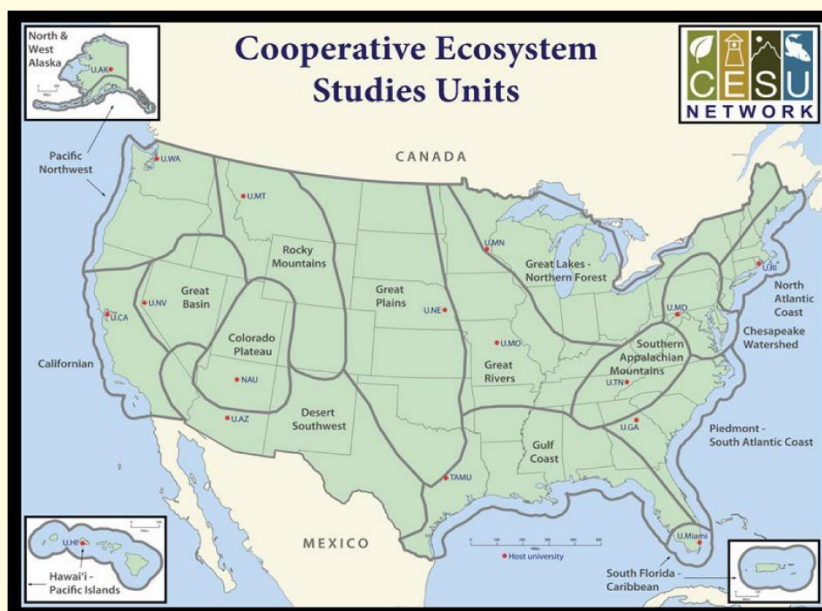 North &
West
Alaska
U.AK
Cooperative Ecosystem
Studies Units
CESU
NETWORK
Pacific
Northwest
CANADA
U.WA
U.MT
Rocky
Mountains
U.MN
Great Lakes -
Northern Forest
U.RI
North
Atlantic
Coast
Great
Basin
U.NV
Great
Plains
U.NE
U.MD
Chesapeake
Watershed
U.CA
Colorado
Plateau
U.MO
Southern
Appalachian
Mountains
Californian
NAU
Great
Rivers
U.TN
U.AZ
Desert
Southwest
U.GA
Piedmont -
South Atlantic Coast
Gulf
Coast
TAMU
MEXICO
U.HI
Hawai'i -
Pacific Islands
Host university
U.Miami
South Florida -
Caribbean